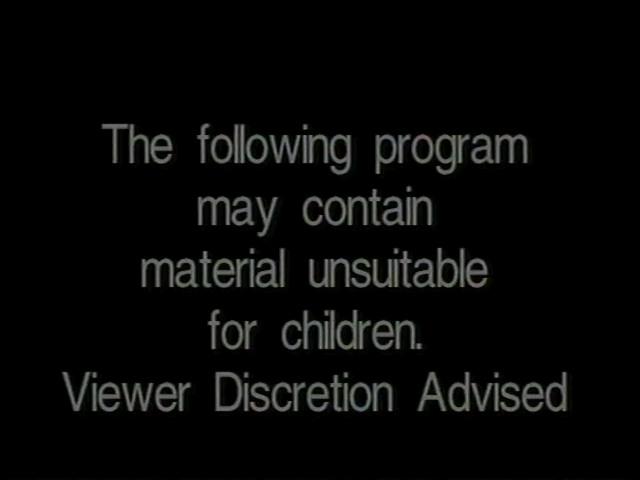 The following program
may contain
material unsuitable
for children.
Viewer Discretion Advised